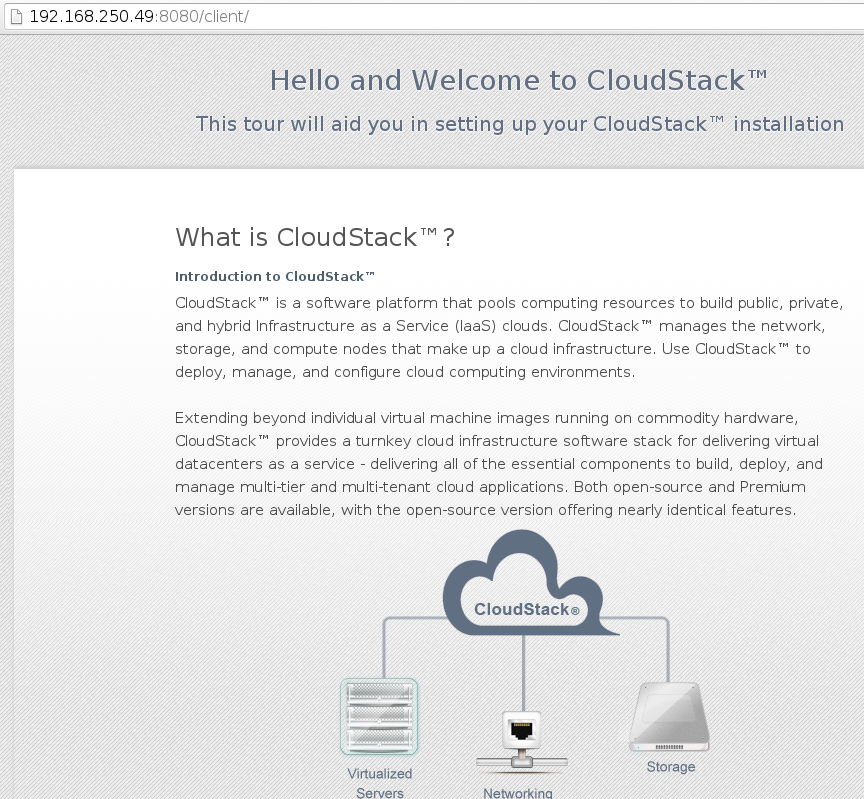 192.168.250.49:8080/client/
Hello and Welcome to CloudStack™
This tour will aid you in setting up your CloudStack™ installation
What is CloudStack™?
Introduction to CloudStack™
CloudStack™ is a software platform that pools computing resources to build public, private,
and hybrid Infrastructure as a Service (IaaS) clouds. CloudStack™ manages the network,
storage, and compute nodes that make up a cloud infrastructure. Use CloudStack™ to
deploy, manage, and configure cloud computing environments.
Extending beyond individual virtual machine images running on commodity hardware,
CloudStack™ provides a turnkey cloud infrastructure software stack for delivering virtual
datacenters as a service - delivering all of the essential components to build, deploy, and
manage multi-tier and multi-tenant cloud applications. Both open-source and Premium
versions are available, with the open-source version offering nearly identical features.
CloudStack®
Virtualized
Servers
Networking
Storage